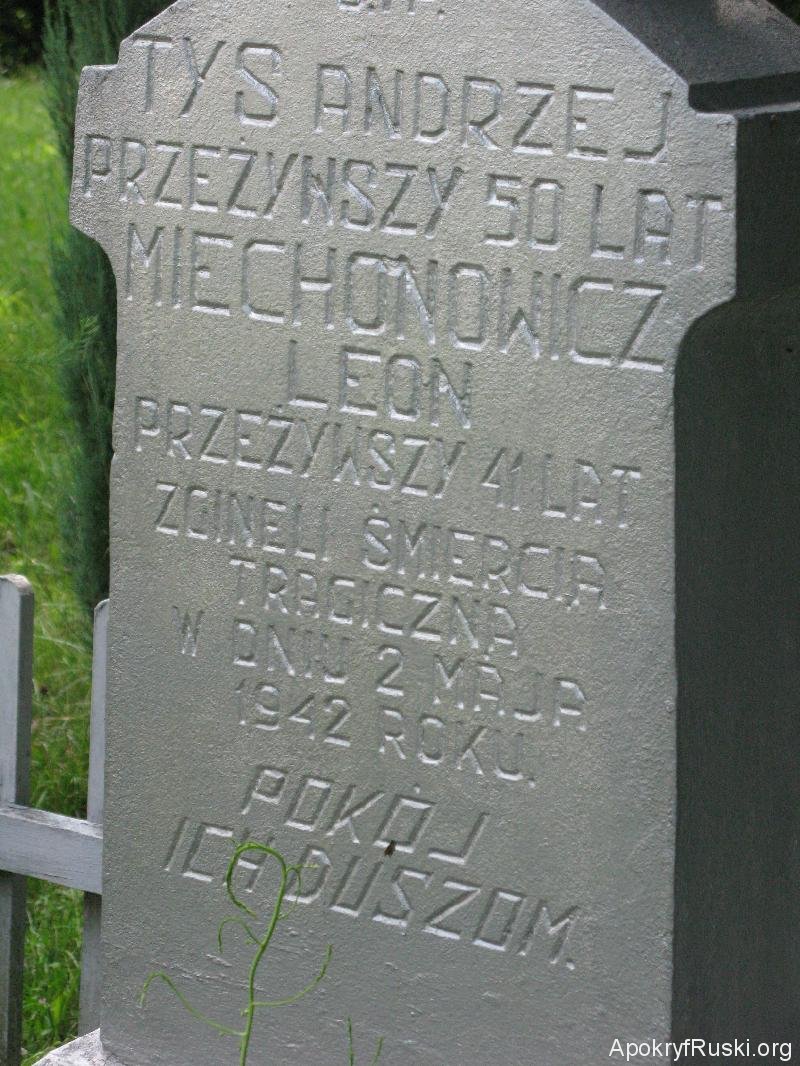 Ś.P.
TYS ANDRZEJ
PRZEŻYWSZY 50 LAT
MIECHONOWICZ
LEON
PRZEŻYWSZY 41 LAT
ZGINELI ŚMIERCIA
TRAGICZNA
W DNIU 2 MAJA
1942 ROKU.
POKÓJ
ICH DUSZOM.
ApokryfRuski.org